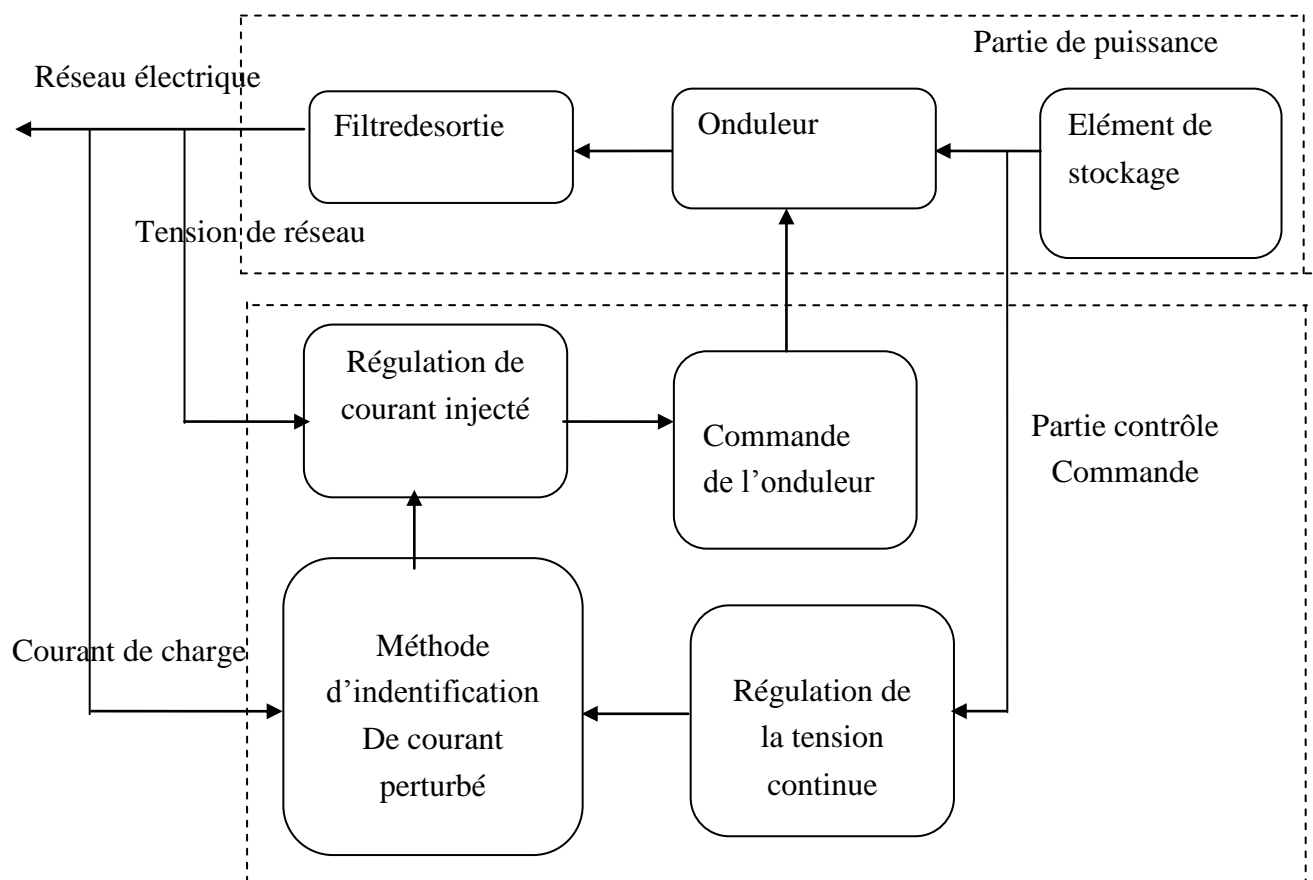 Partie de puissance
Réseau électrique
Filtredesortie
Onduleur
Elément de
stockage
Tension de réseau
Régulation de
courant injecté
Commande
de l’onduleur
Partie contrôle
Commande
Courant de charge
Méthode
d’indentification
De courant
perturbé
Régulation de
la tension
continue